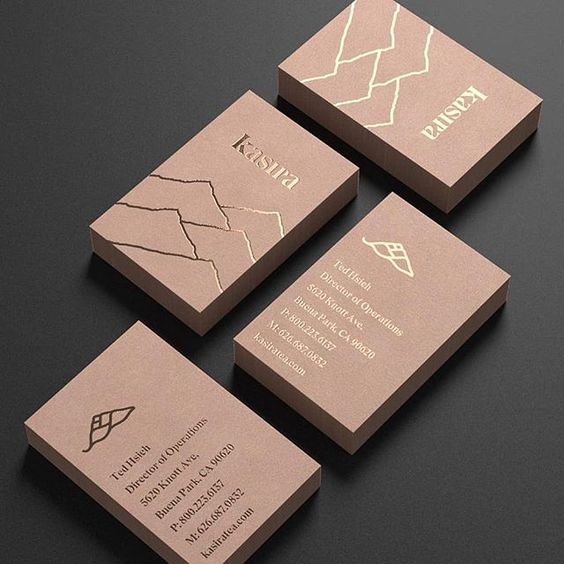 kasira
kasira
Ted Hsieh
Director of Operations
5620 Knott Ave,
Buena Park, CA 90620
P: 800.223.6137
M: 626.687.0832
kasiratea.com
Ted Hsieh
Director of Operations
5620 Knott Ave,
Buena Park, CA 90620
P: 800.223.6137
M: 626.687.0832
kasiratea.com